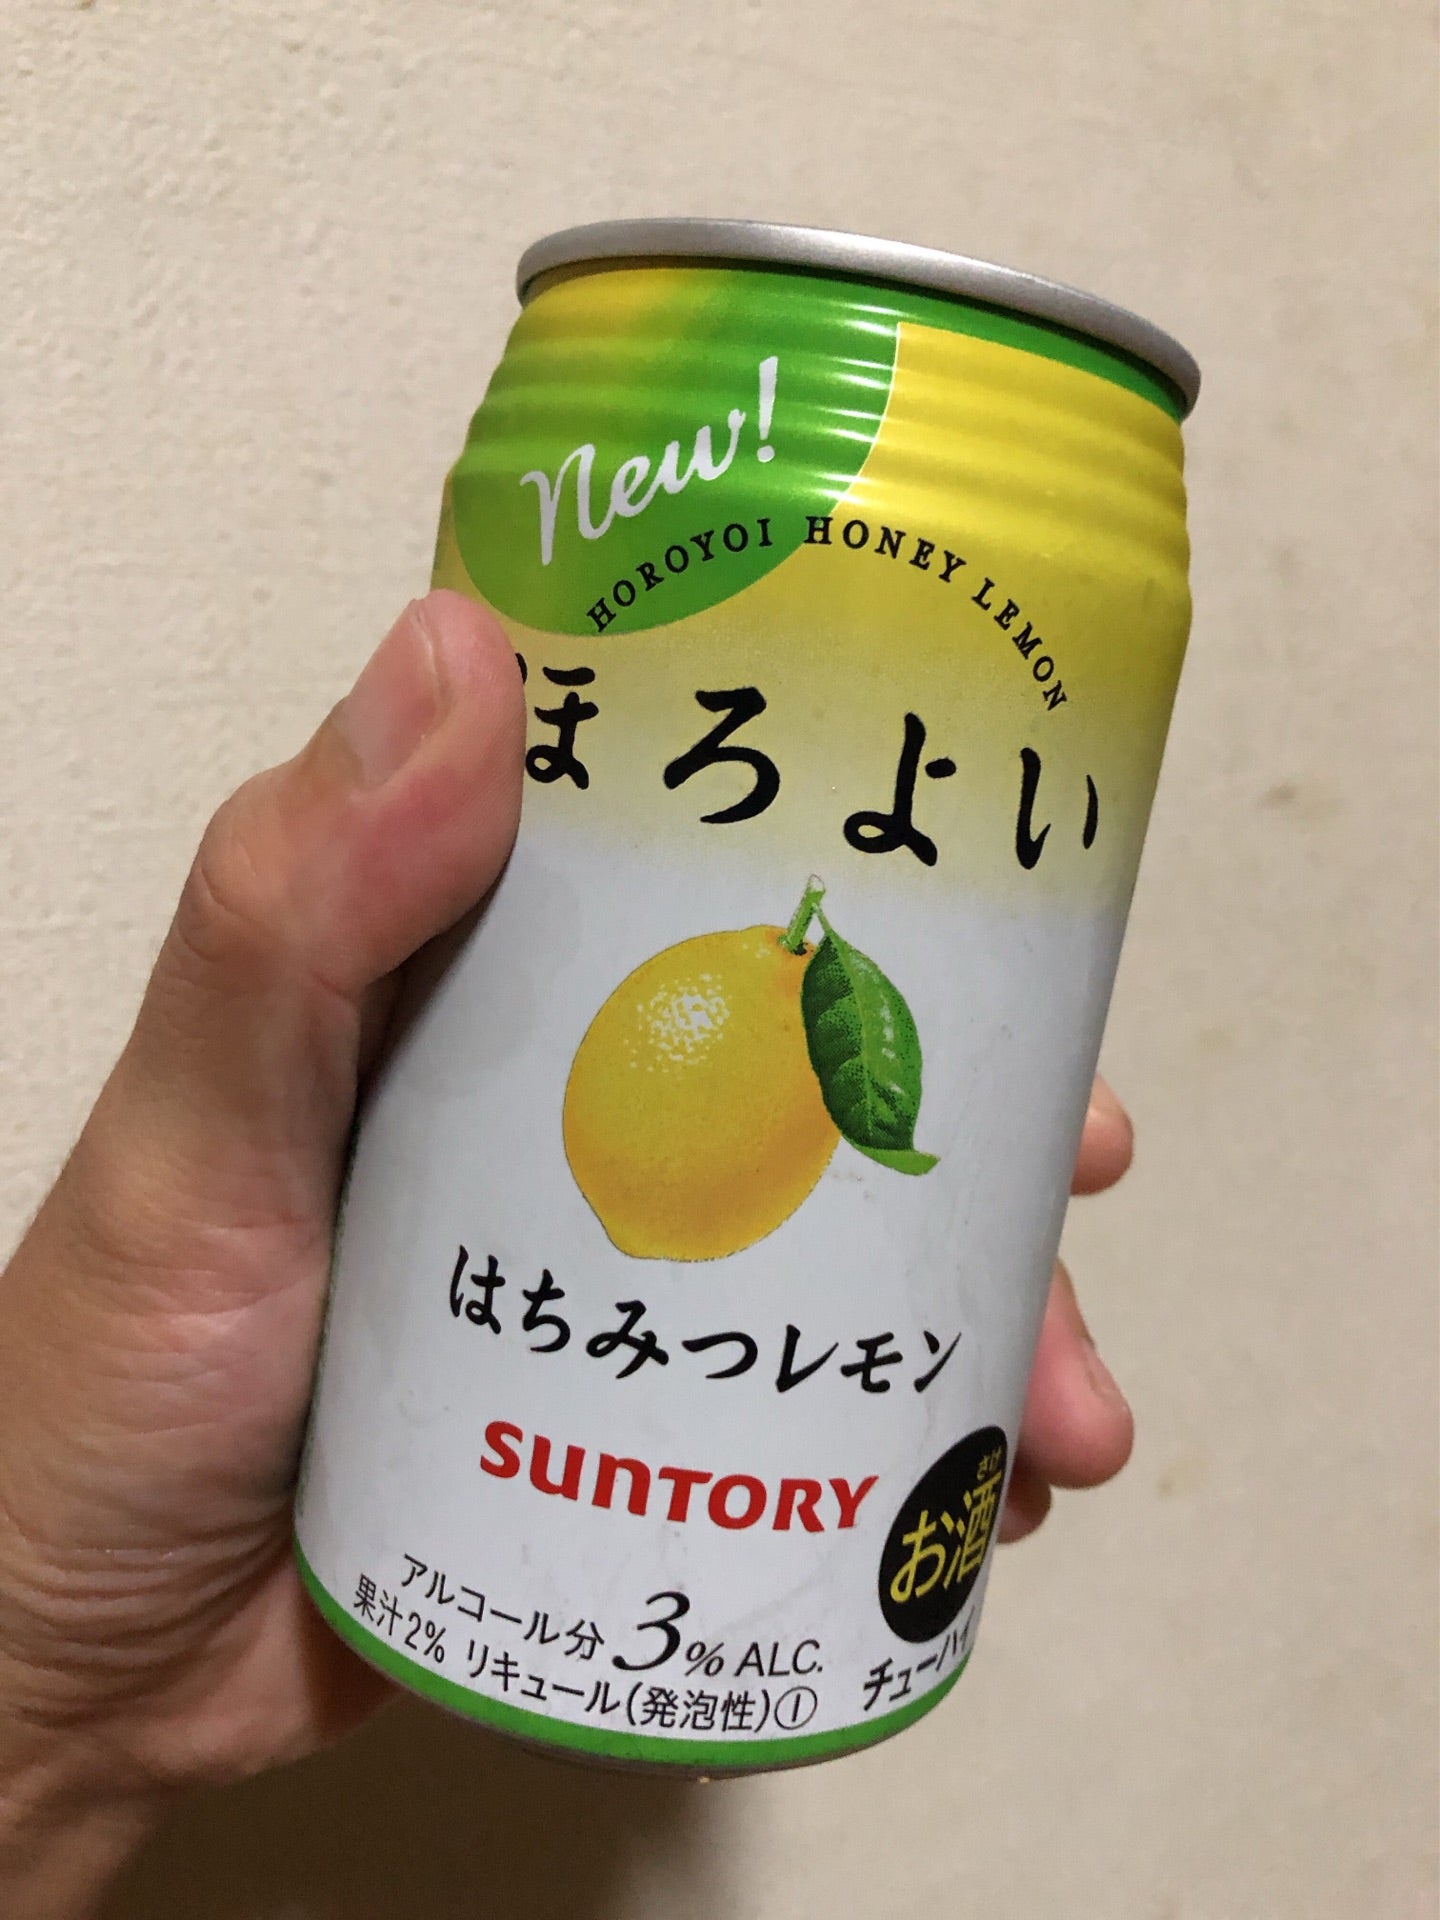 New!
HOROYOI HONEY LEMON
ほろよい
はちみつレモン
SUNTORY
さけ
お酒
アルコール分 3% ALC.
果汁2% リキュール(発泡性)①
チューハイ